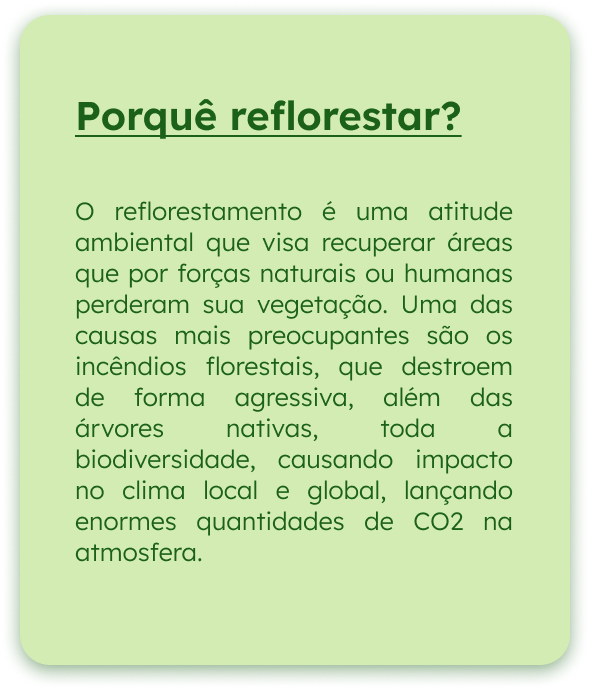 Porquê reflorestar?
O reflorestamento é uma atitude
ambiental que visa recuperar áreas
que por forças naturais ou humanas
perderam sua vegetação. Uma das
causas mais preocupantes são os
incêndios florestais, que destroem
de forma agressiva, além das
árvores nativas, toda a
biodiversidade, causando impacto
no clima local e global, lançando
enormes quantidades de CO2 na
atmosfera.